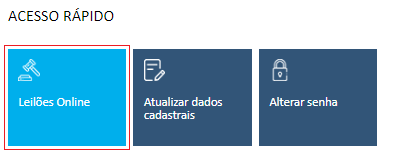 ACESSO RÁPIDO
Leilões Online
Atualizar dados
cadastrais
Alterar senha